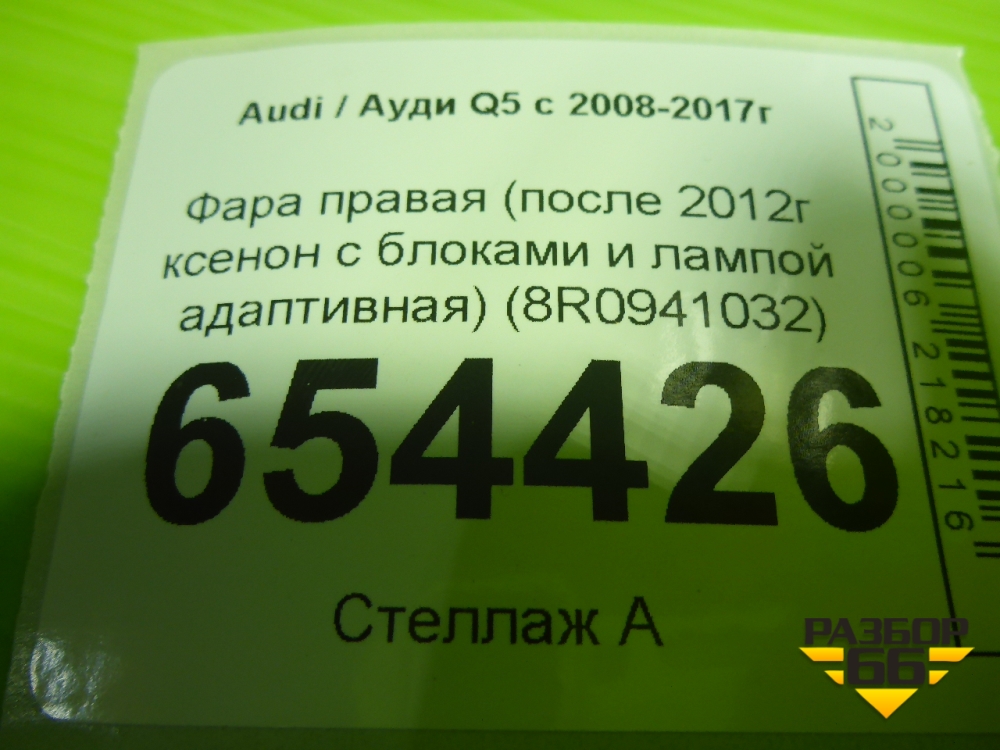 Audi / Ауди Q5 с 2008-2017г
Фара правая (после 2012г
ксенон с блоками и лампой
адаптивная) (8R0941032)
654426
Стеллаж А
2000006218216
РАЗБОР
66